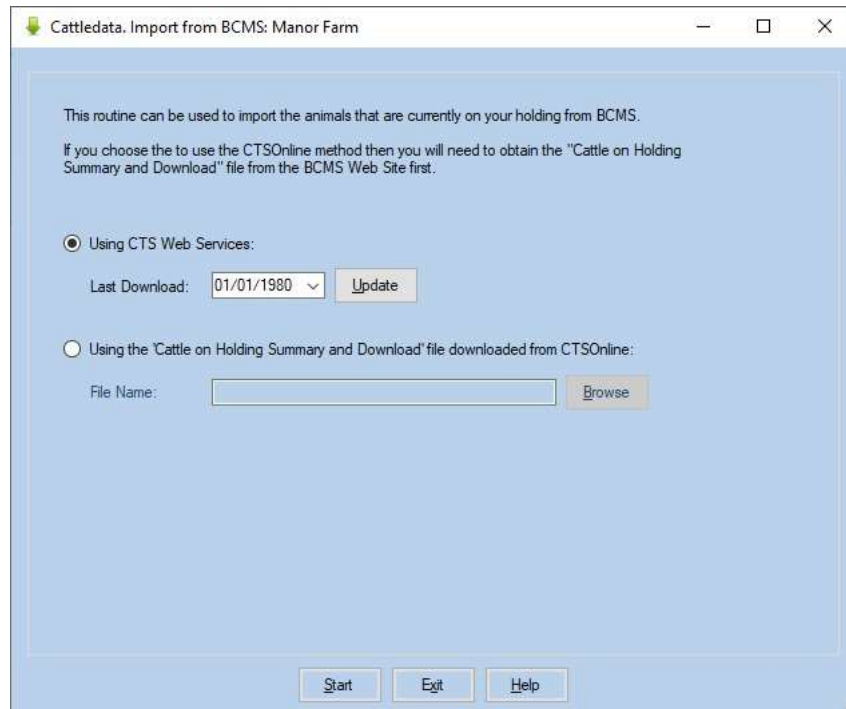 Cattledata. Import from BCMS: Manor Farm
This routine can be used to import the animals that are currently on your holding from BCMS.
If you choose the to use the CTSOnline method then you will need to obtain the "Cattle on Holding
Summary and Download" file from the BCMS Web Site first.
Using CTS Web Services:
Last Download: 01/01/1980 Update
Using the 'Cattle on Holding Summary and Download' file downloaded from CTSOnline:
File Name: Browse
Start Exit Help